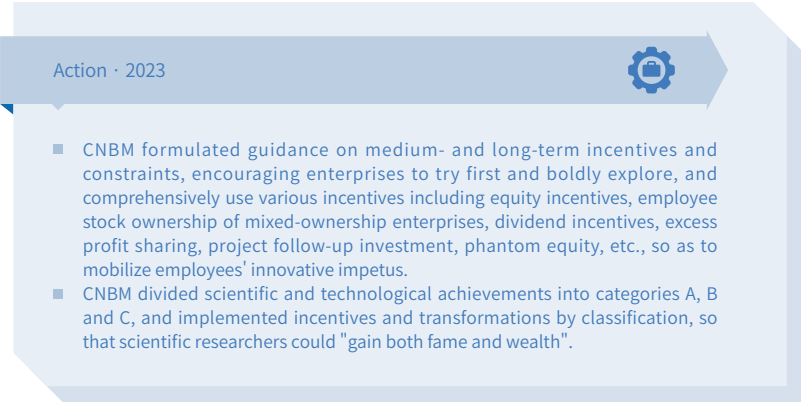 Action · 2023
CNBM formulated guidance on medium- and long-term incentives and
constraints, encouraging enterprises to try first and boldly explore, and
comprehensively use various incentives including equity incentives, employee
stock ownership of mixed-ownership enterprises, dividend incentives, excess
profit sharing, project follow-up investment, phantom equity, etc., so as to
mobilize employees' innovative impetus.
CNBM divided scientific and technological achievements into categories A, B
and C, and implemented incentives and transformations by classification, so
that scientific researchers could "gain both fame and wealth".